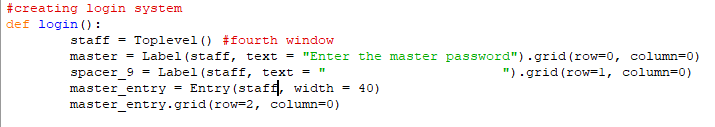 #creating login system
def login():
        staff = Toplevel() #fourth window
        master = Label(staff, text = "Enter the master password").grid(row=0, column=0)
        spacer_9 = Label(staff, text = "                         ").grid(row=1, column=0)
        master_entry = Entry(staff, width = 40)
        master_entry.grid(row=2, column=0)